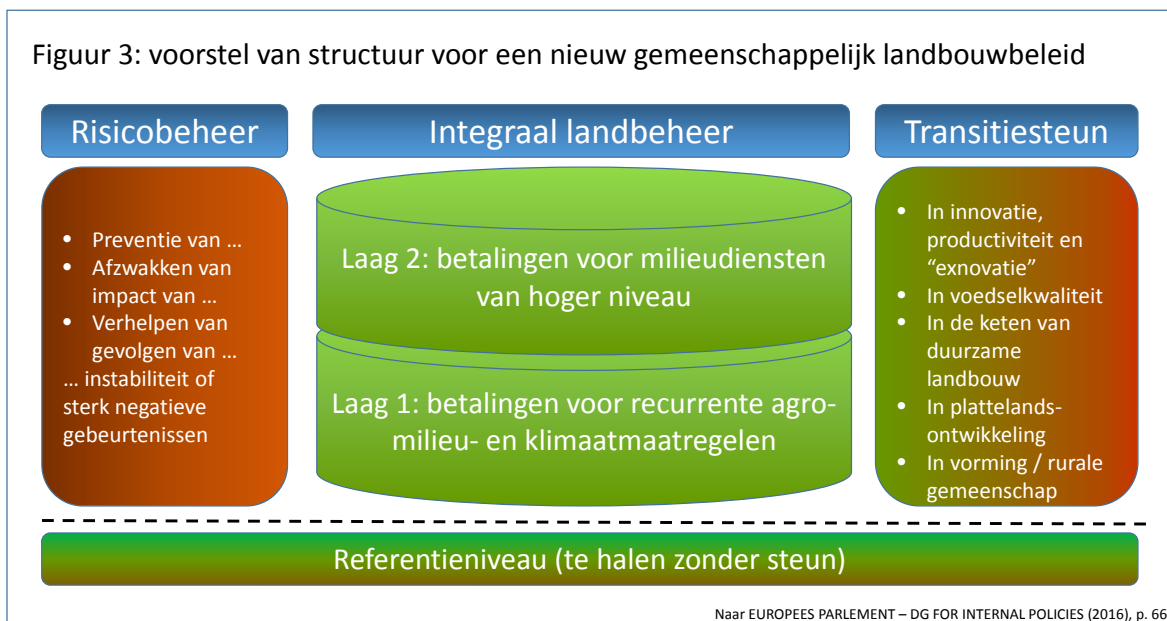 Figuur 3: voorstel van structuur voor een nieuw gemeenschappelijk landbouwbeleid
Risicobeheer
• Preventie van …
• Afzwakken van
impact van …
• Verhelpen van
gevolgen van …
… instabiliteit of
sterk negatieve
gebeurtenissen
Integraal landbeheer
Laag 2: betalingen voor milieudiensten
van hoger niveau
Laag 1: betalingen voor recurrente agro-
milieu- en klimaatmaatregelen
Transitiesteun
• In innovatie,
productiviteit en
“exnovatie”
• In voedselkwaliteit
• In de keten van
duurzame
landbouw
• In plattelands-
ontwikkeling
• In vorming / rurale
gemeenschap
Referentieniveau (te halen zonder steun)
Naar EUROPEES PARLEMENT – DG FOR INTERNAL POLICIES (2016), p. 66